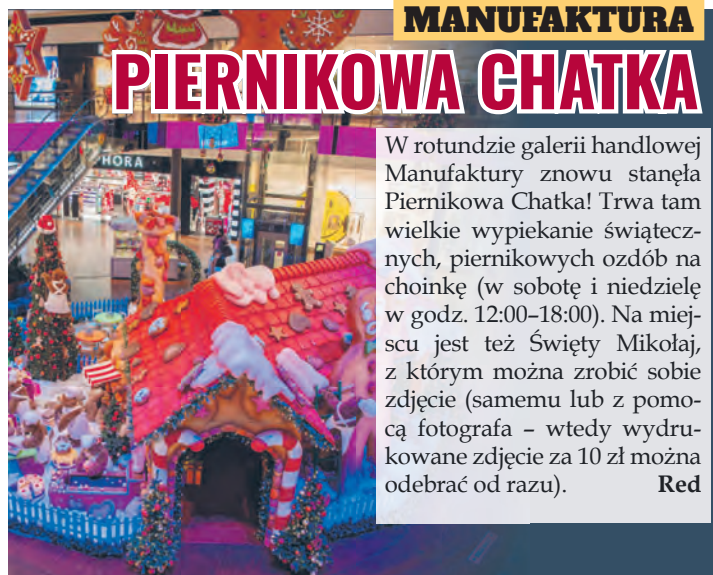 MANUFAKTURA
PIERNIKOWA CHATKA
HORA
W rotundzie galerii handlowej
Manufaktury znowu stanęła
Piernikowa Chatka! Trwa tam
wielkie wypiekanie świątecz-
nych, piernikowych ozdób na
choinkę (w sobotę i niedzielę
w godz. 12:00–18:00). Na miej-
scu jest też Święty Mikołaj,
z którym można zrobić sobie
zdjęcie (samemu lub z pomo-
cą fotografa – wtedy wydru-
kowane zdjęcie za 10 zł można
odebrać od razu). Red